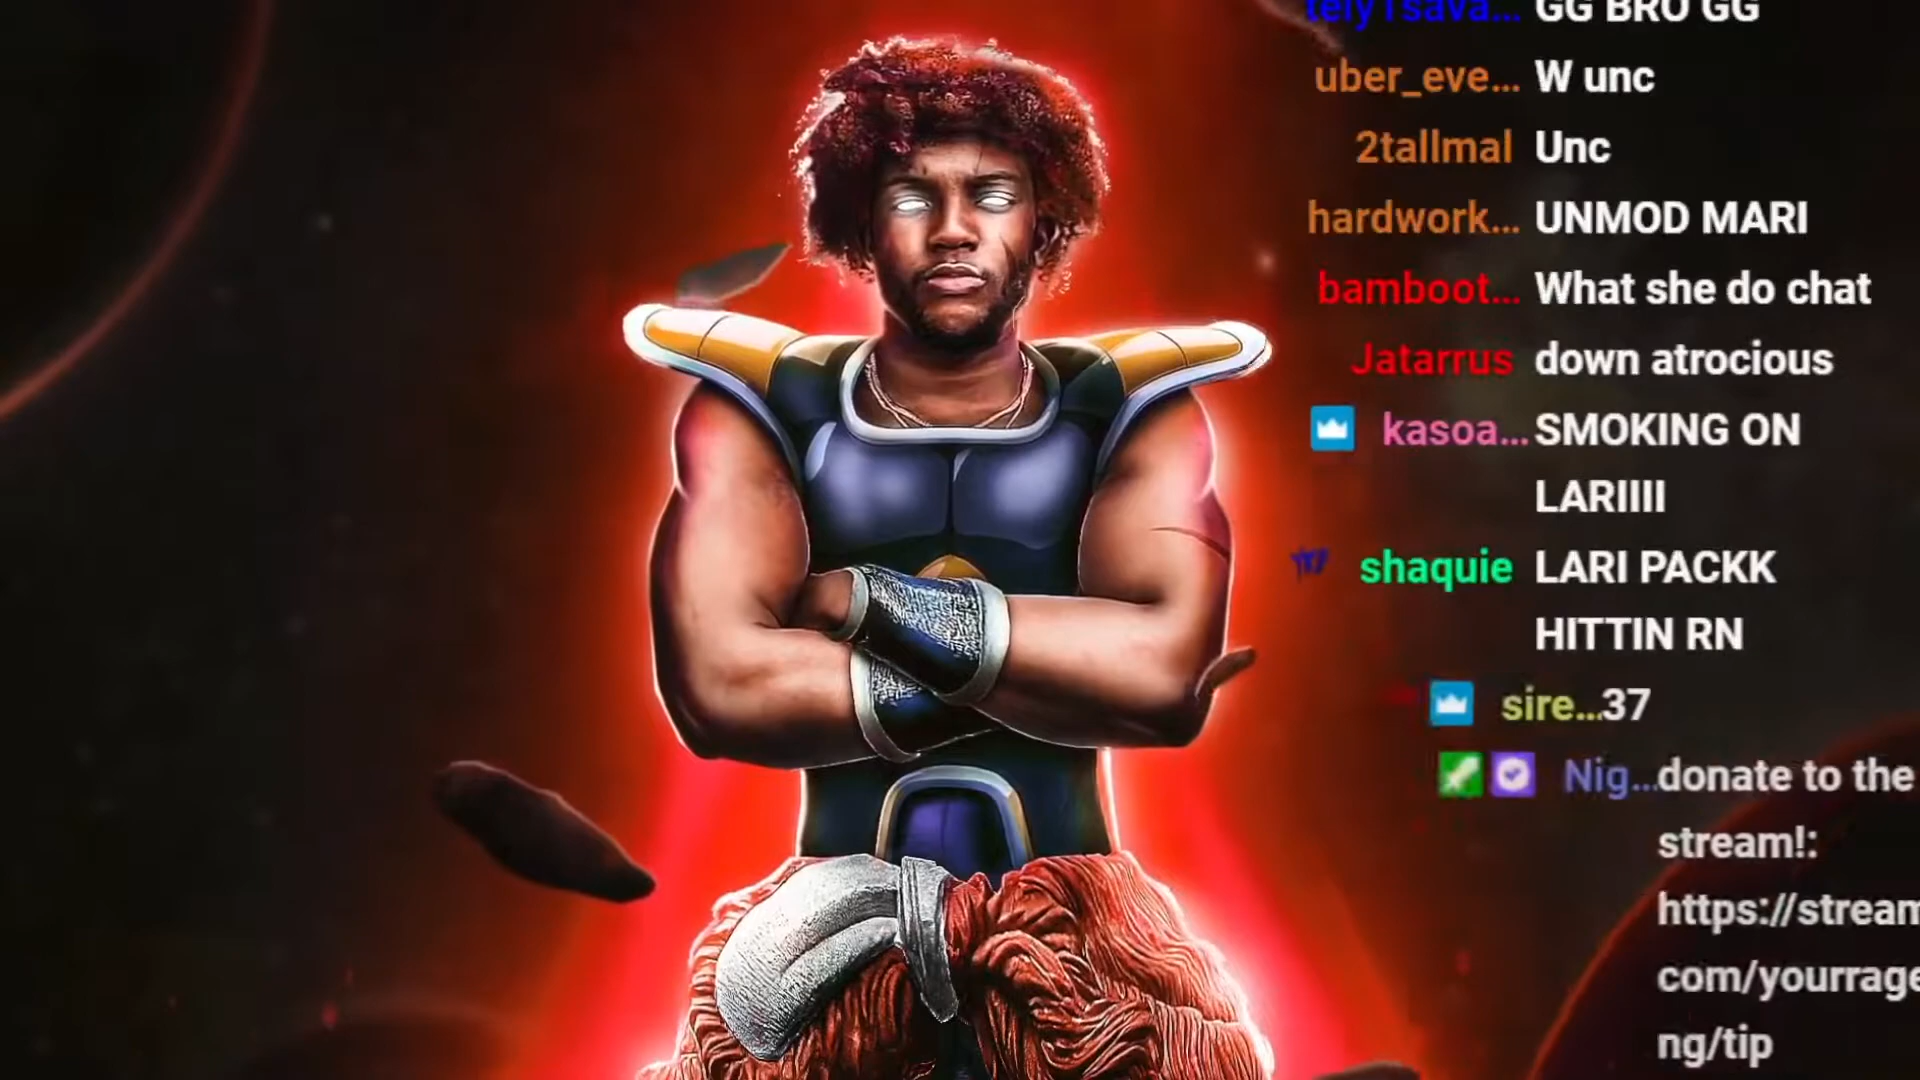 tely1sava... GG BRO GG
uber_eve... W unc
2tallmal Unc
hardwork... UNMOD MARI
bamboot... What she do chat
Jatarrus down atrocious
kasoa... SMOKING ON
LARIIII
shaquie LARI PACKK
HITTIN RN
sire...37
Nig...donate to the
stream!:
https://stream
com/yourrage
ng/tip